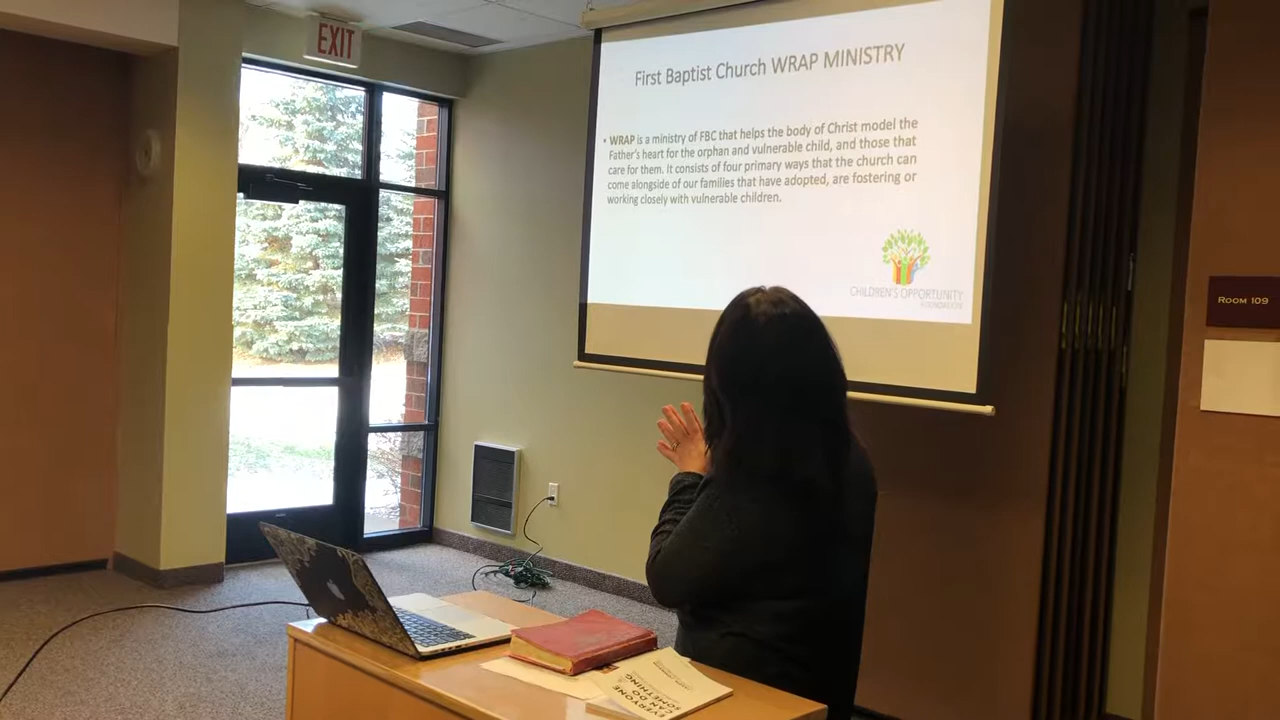 EXIT
First Baptist Church WRAP MINISTRY
• WRAP is a ministry of FBC that helps the body of Christ model the
Father's heart for the orphan and vulnerable child, and those that
care for them. It consists of four primary ways that the church can
come alongside of our families that have adopted, are fostering or
working closely with vulnerable children.
CHILDREN'S OPPORTUNITY
FOUNDATION
ROOM 109
EVERYONE
CAN DO
SOMETHING